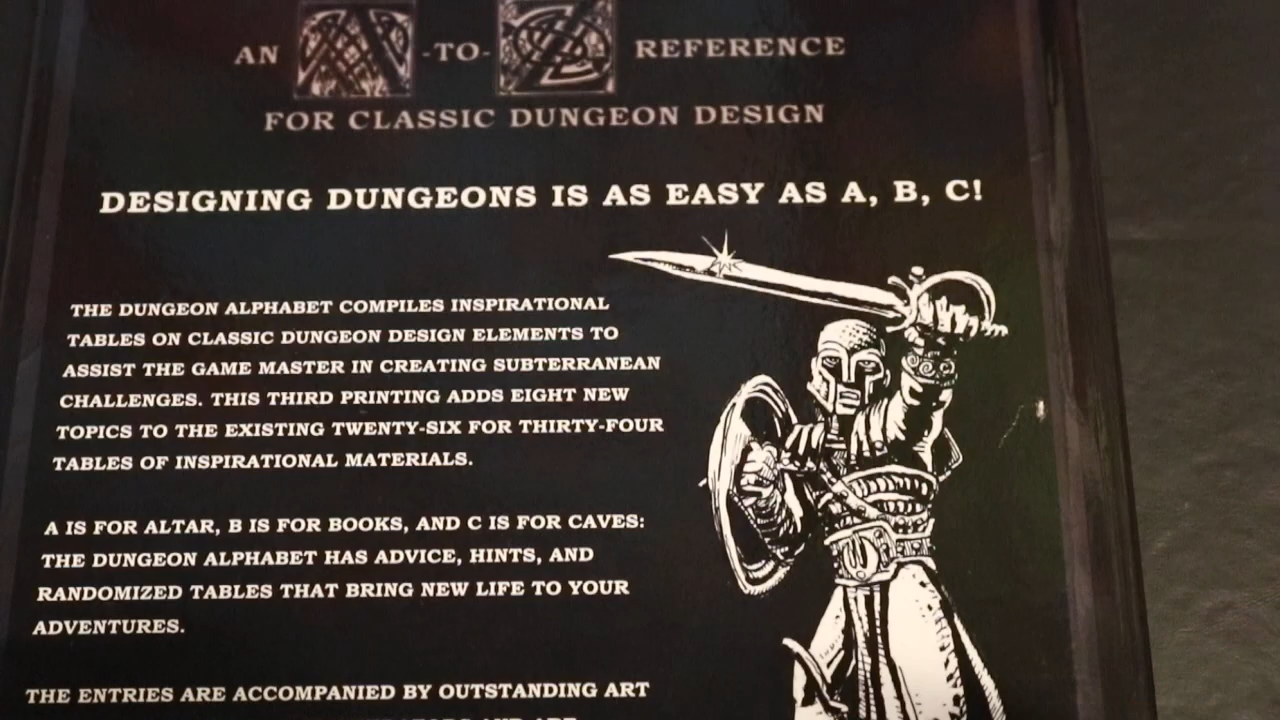 AN A -TO- Z REFERENCE
FOR CLASSIC DUNGEON DESIGN
DESIGNING DUNGEONS IS AS EASY AS A, B, C!
THE DUNGEON ALPHABET COMPILES INSPIRATIONAL
TABLES ON CLASSIC DUNGEON DESIGN ELEMENTS TO
ASSIST THE GAME MASTER IN CREATING SUBTERRANEAN
CHALLENGES. THIS THIRD PRINTING ADDS EIGHT NEW
TOPICS TO THE EXISTING TWENTY-SIX FOR THIRTY-FOUR
TABLES OF INSPIRATIONAL MATERIALS.
A IS FOR ALTAR, B IS FOR BOOKS, AND C IS FOR CAVES:
THE DUNGEON ALPHABET HAS ADVICE, HINTS, AND
RANDOMIZED TABLES THAT BRING NEW LIFE TO YOUR
ADVENTURES.
THE ENTRIES ARE ACCOMPANIED BY OUTSTANDING ART